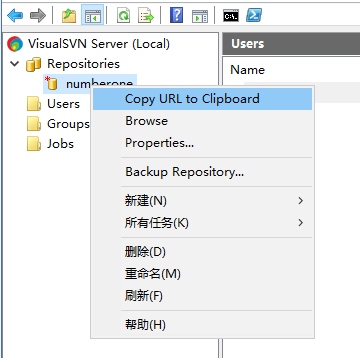 VisualSVN Server (Local)
Repositories
numberone
Users
Groups
Jobs
Users
Name
Copy URL to Clipboard
Browse
Properties...
Backup Repository...
新建(N)
所有任务(K)
删除(D)
重命名(M)
刷新(F)
帮助(H)